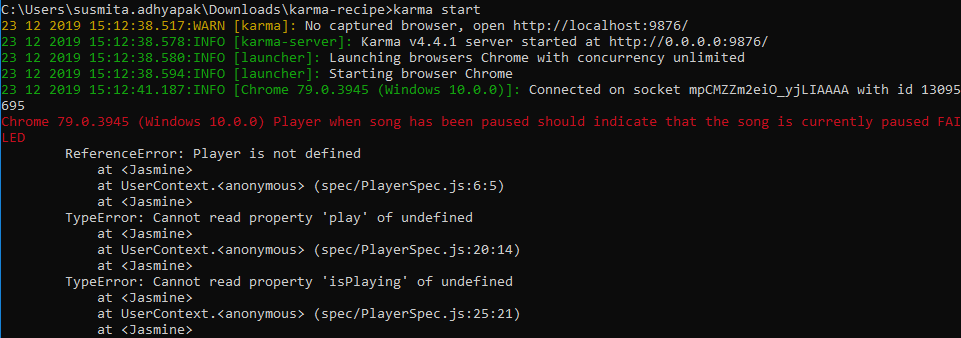 C:\Users\susmita.adhyapak\Downloads\karma-recipe>karma start
23 12 2019 15:12:38.517:WARN [karma]: No captured browser, open http://localhost:9876/
23 12 2019 15:12:38.578:INFO [karma-server]: Karma v4.4.1 server started at http://0.0.0.0:9876/
23 12 2019 15:12:38.580:INFO [launcher]: Launching browsers Chrome with concurrency unlimited
23 12 2019 15:12:38.594:INFO [launcher]: Starting browser Chrome
23 12 2019 15:12:41.187:INFO [Chrome 79.0.3945 (Windows 10.0.0)]: Connected on socket mpCMZZm2eiO_yjLIAAAA with id 13095
695
Chrome 79.0.3945 (Windows 10.0.0) Player when song has been paused should indicate that the song is currently paused FAI
LED
ReferenceError: Player is not defined
at <Jasmine>
at UserContext.<anonymous> (spec/PlayerSpec.js:6:5)
at <Jasmine>
TypeError: Cannot read property 'play' of undefined
at <Jasmine>
at UserContext.<anonymous> (spec/PlayerSpec.js:20:14)
at <Jasmine>
TypeError: Cannot read property 'isPlaying' of undefined
at <Jasmine>
at UserContext.<anonymous> (spec/PlayerSpec.js:25:21)
at <Jasmine>